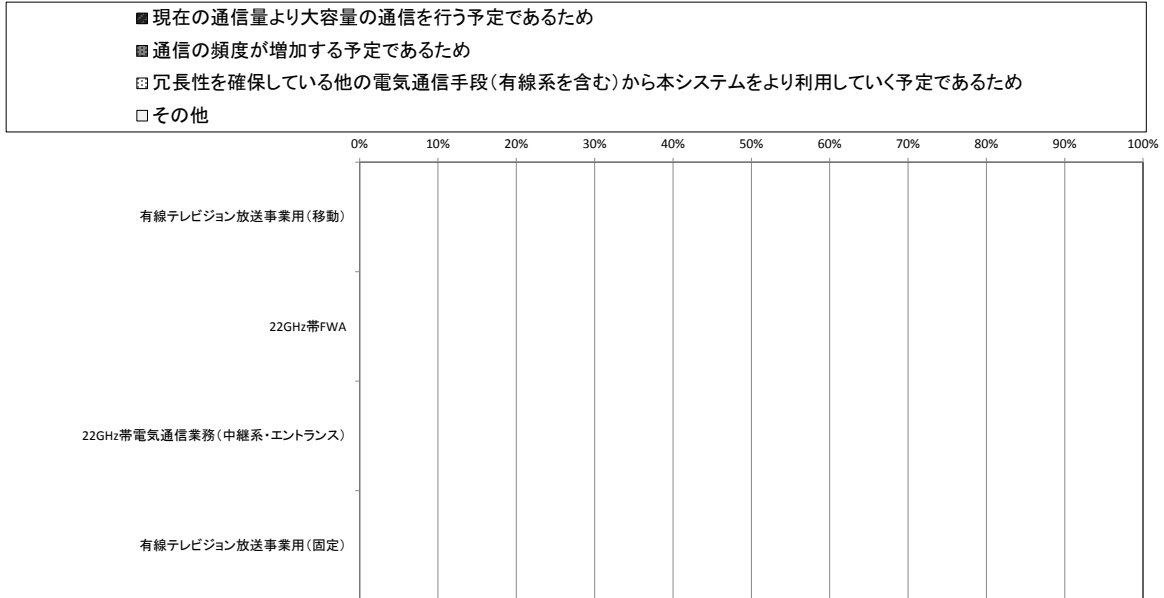 現在の通信量より大容量の通信を行う予定であるため
通信の頻度が増加する予定であるため
冗長性を確保している他の電気通信手段(有線系を含む)から本システムをより利用していく予定であるため
その他
0% 10% 20% 30% 40% 50% 60% 70% 80% 90% 100%
有線テレビジョン放送事業用(移動)
22GHz帯FWA
22GHz帯電気通信業務(中継系・エントランス)
有線テレビジョン放送事業用(固定)